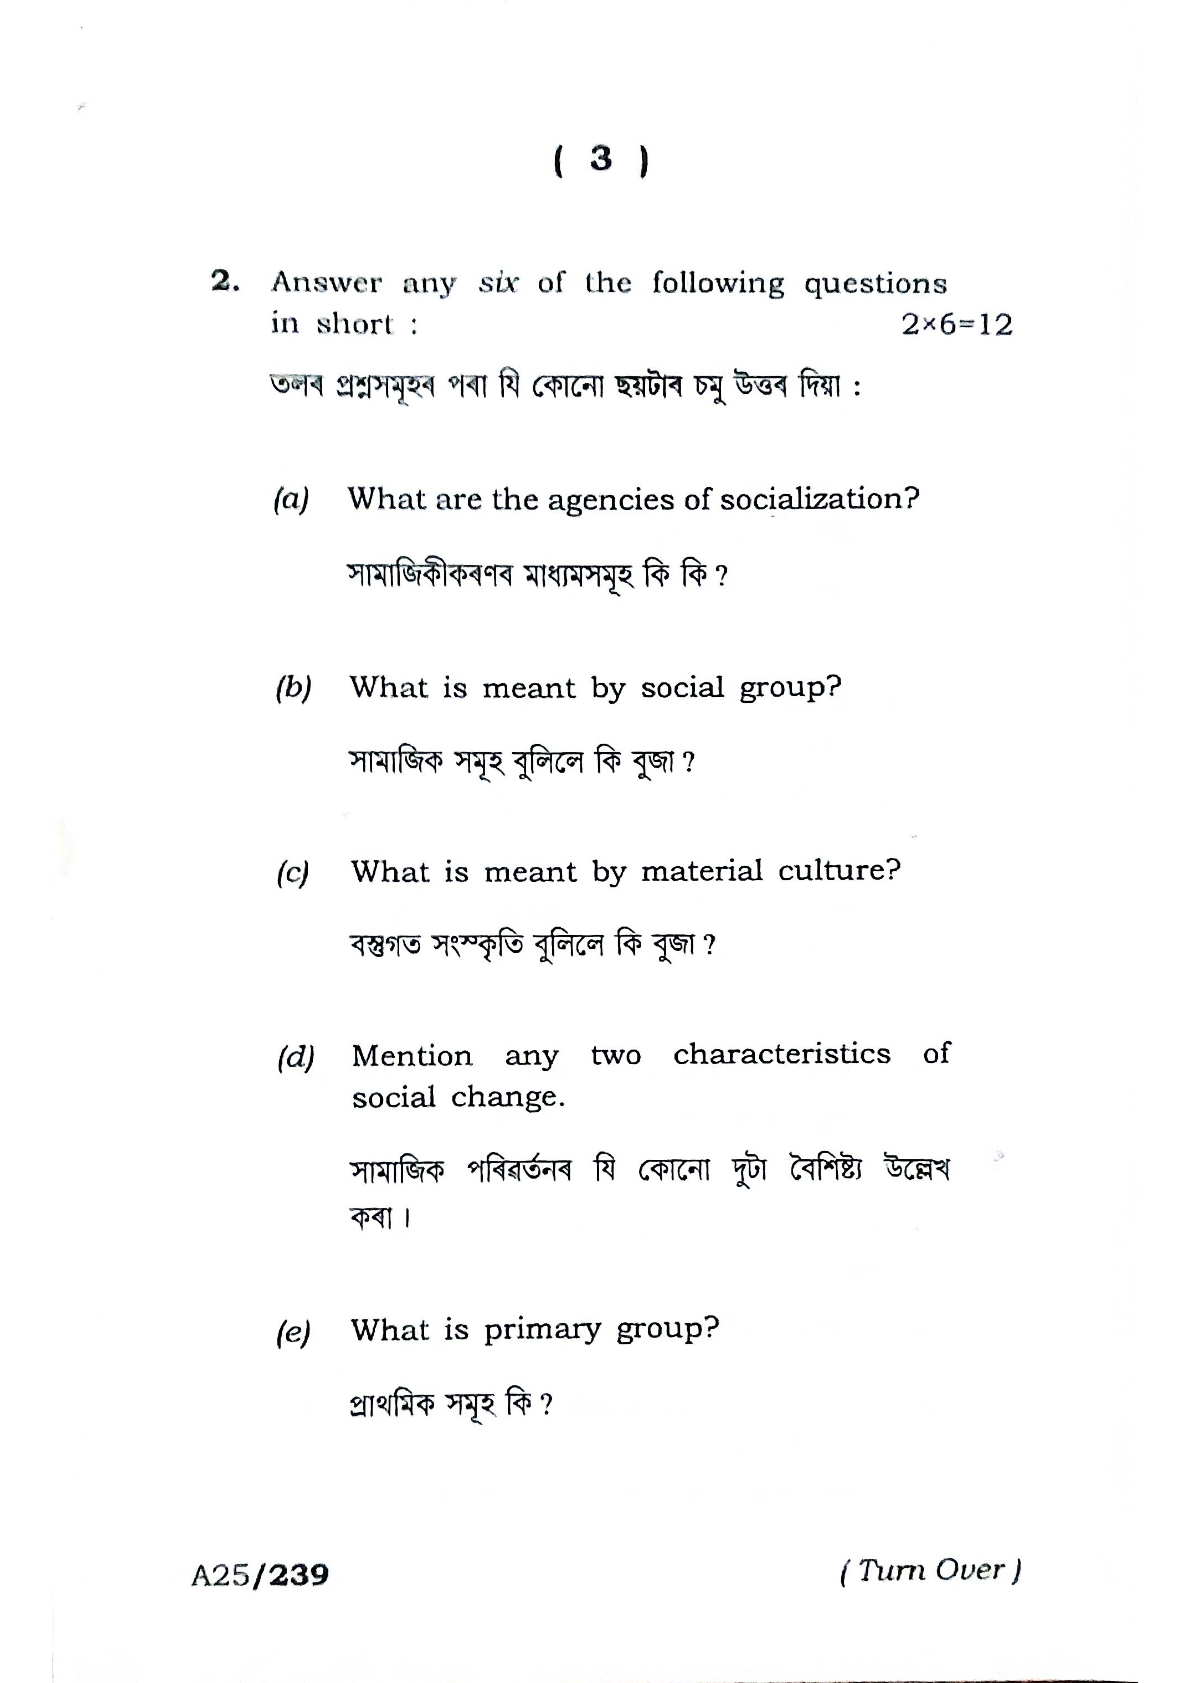 ( 3 )
2. Answer any six of the following questions
in short : 2×6=12
তলৰ প্ৰশ্নসমূহৰ পৰা যি কোনো ছয়টাৰ চমু উত্তৰ দিয়া :
(a) What are the agencies of socialization?
সামাজিকীকৰণৰ মাধ্যমসমূহ কি কি ?
(b) What is meant by social group?
সামাজিক সমূহ বুলিলে কি বুজা ?
(c) What is meant by material culture?
বস্তুগত সংস্কৃতি বুলিলে কি বুজা ?
(d) Mention any two characteristics of
social change.
সামাজিক পৰিৱৰ্তনৰ যি কোনো দুটা বৈশিষ্ট্য উল্লেখ
কৰা ।
(e) What is primary group?
প্ৰাথমিক সমূহ কি ?
A25/239 ( Turn Over )